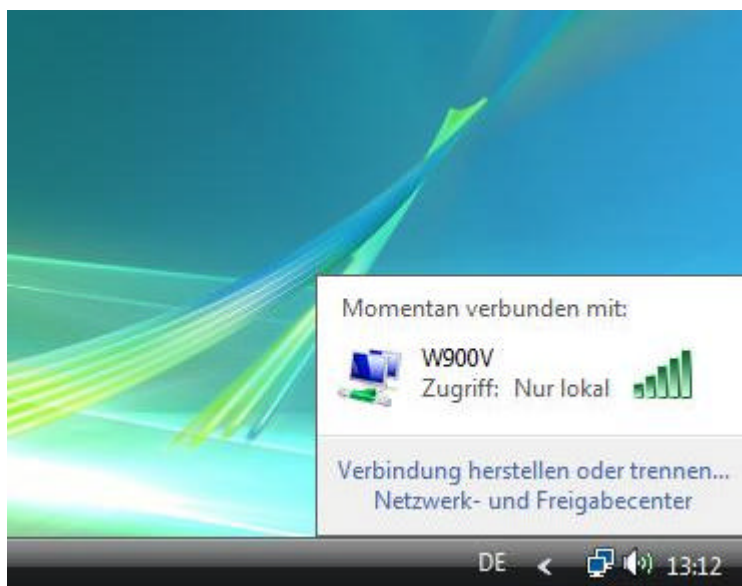 Momentan verbunden mit:
W900V
Zugriff: Nur lokal
Verbindung herstellen oder trennen...
Netzwerk- und Freigabecenter
DE < 13:12